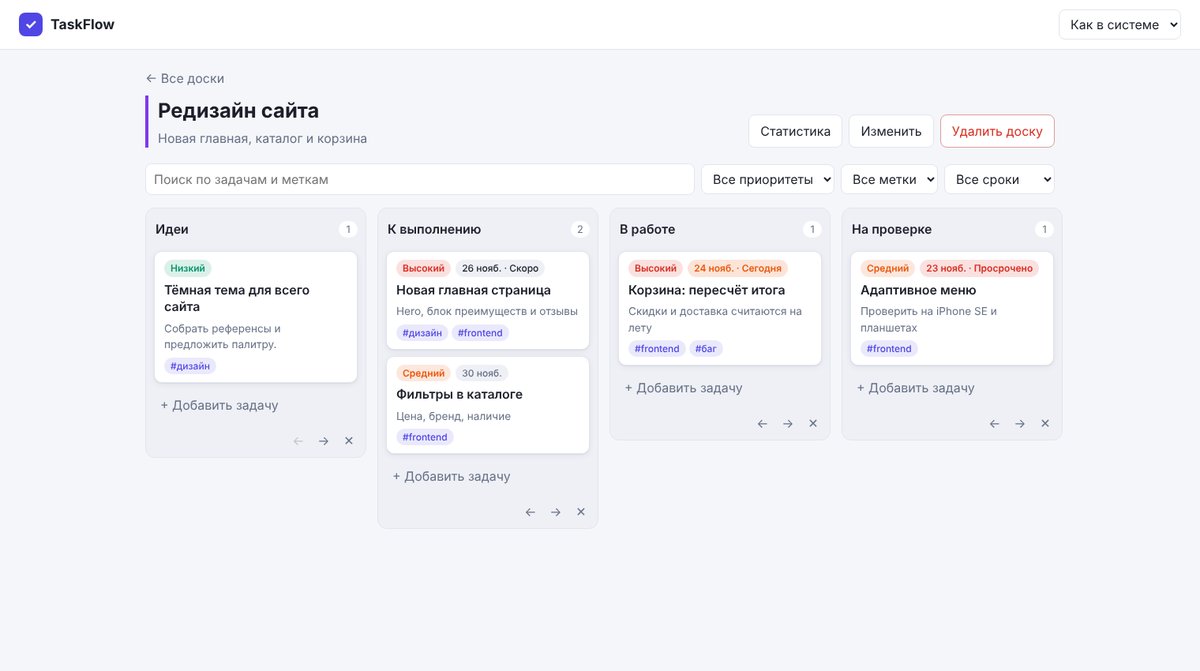 TaskFlow
Как в системе
← Все доски
Редизайн сайта
Новая главная, каталог и корзина
Статистика
Изменить
Удалить доску
Поиск по задачам и меткам
Все приоритеты
Все метки
Все сроки
Идеи
1
Низкий
Тёмная тема для всего
сайта
Собрать референсы и
предложить палитру.
#дизайн
+ Добавить задачу
← → ✕
К выполнению
2
Высокий
26 нояб. · Скоро
Новая главная страница
Hero, блок преимуществ и отзывы
#дизайн #frontend
Средний
30 нояб.
Фильтры в каталоге
Цена, бренд, наличие
#frontend
+ Добавить задачу
← → ✕
В работе
1
Высокий
24 нояб. · Сегодня
Корзина: пересчёт итога
Скидки и доставка считаются на
лету
#frontend #баг
+ Добавить задачу
← → ✕
На проверке
1
Средний
23 нояб. · Просрочено
Адаптивное меню
Проверить на iPhone SE и
планшетах
#frontend
+ Добавить задачу
← → ✕